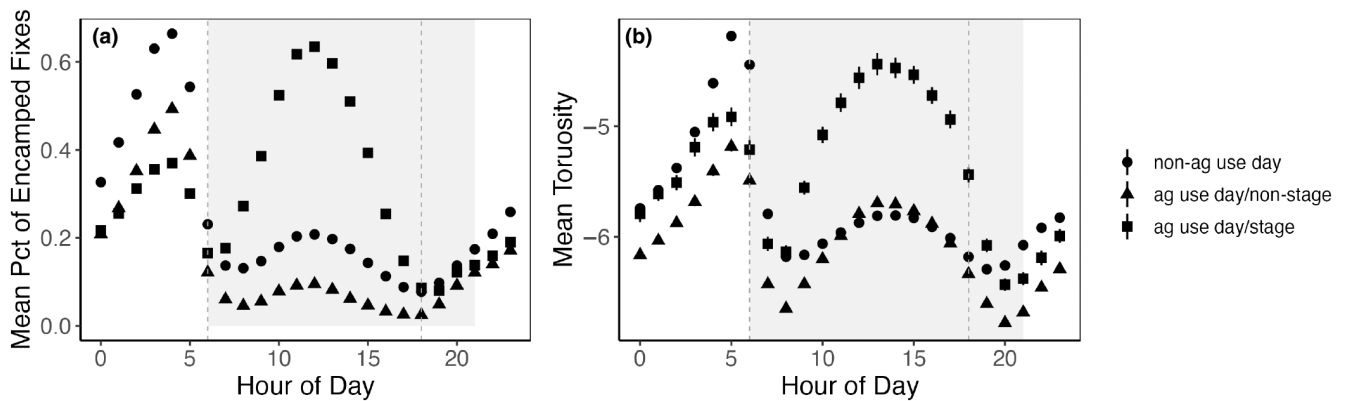 (a)
Mean Pct of Encamped Fixes
0.6
0.4
0.2
0.0
0 5 10 15 20
Hour of Day
(b)
Mean Toruosity
−5
−6
0 5 10 15 20
Hour of Day
non-ag use day
ag use day/non-stage
ag use day/stage